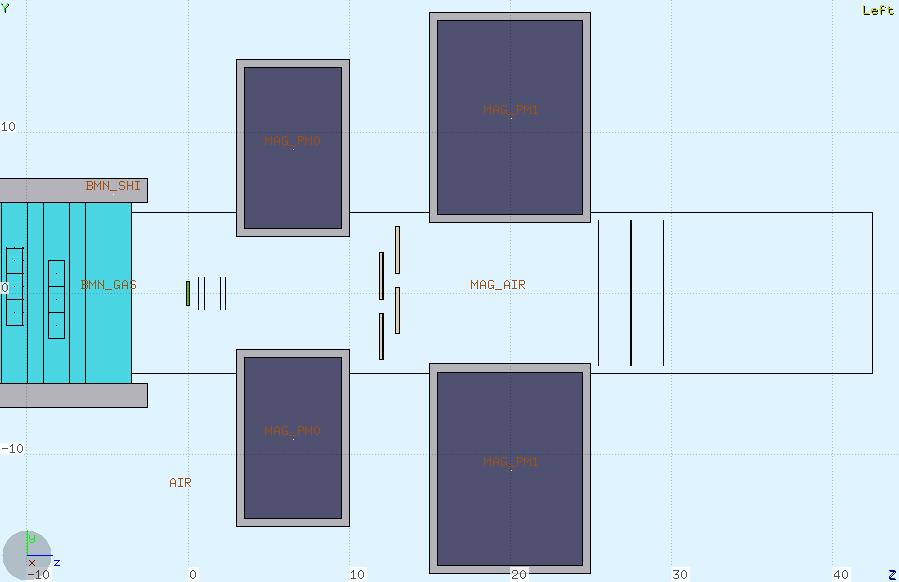 Y
Left
10
MAG_PM1
MAG_PM0
BMN_SHI
0
BMN_GAS
MAG_AIR
MAG_PM0
-10
MAG_PM1
AIR
y
x
z
-10
0
10
20
30
40
Z